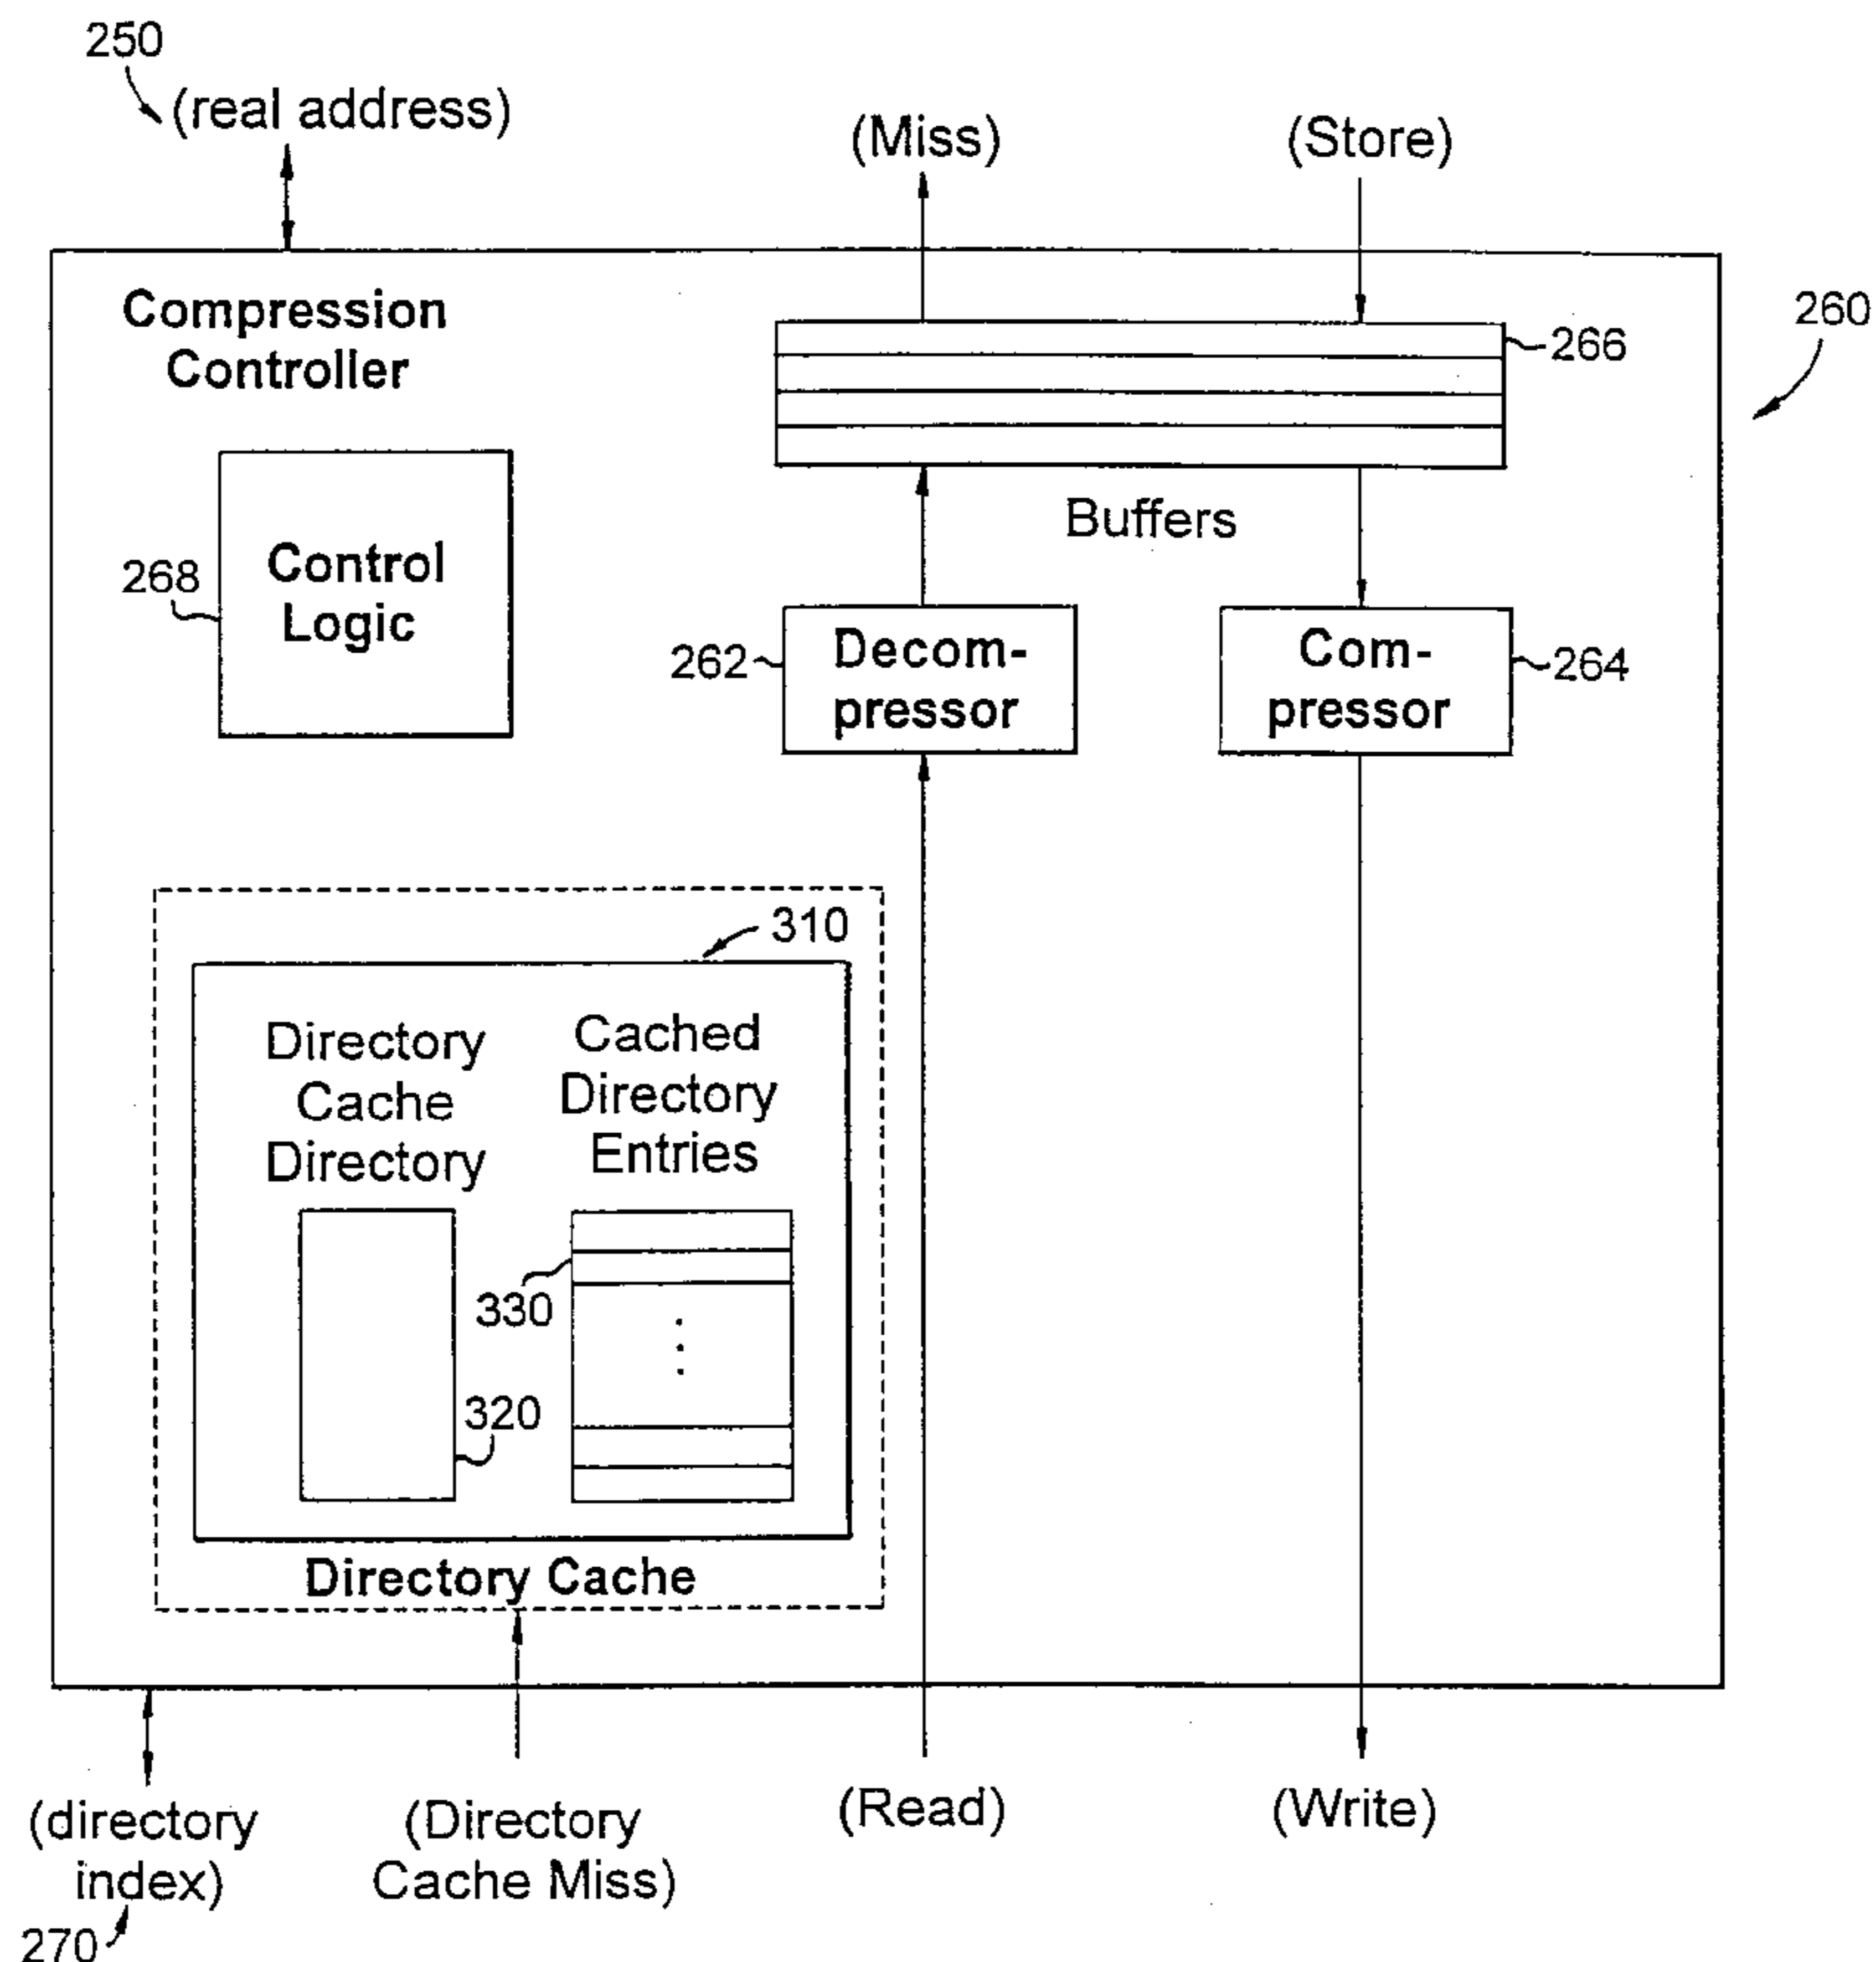 250
(real address)
(Miss)
(Store)
Compression
Controller
260
266
Buffers
Control
Logic
268
262
Decom-
pressor
Com-
pressor
264
310
Directory
Cache
Directory
Cached
Directory
Entries
330
320
Directory Cache
(directory
index)
(Directory
Cache Miss)
(Read)
(Write)
270